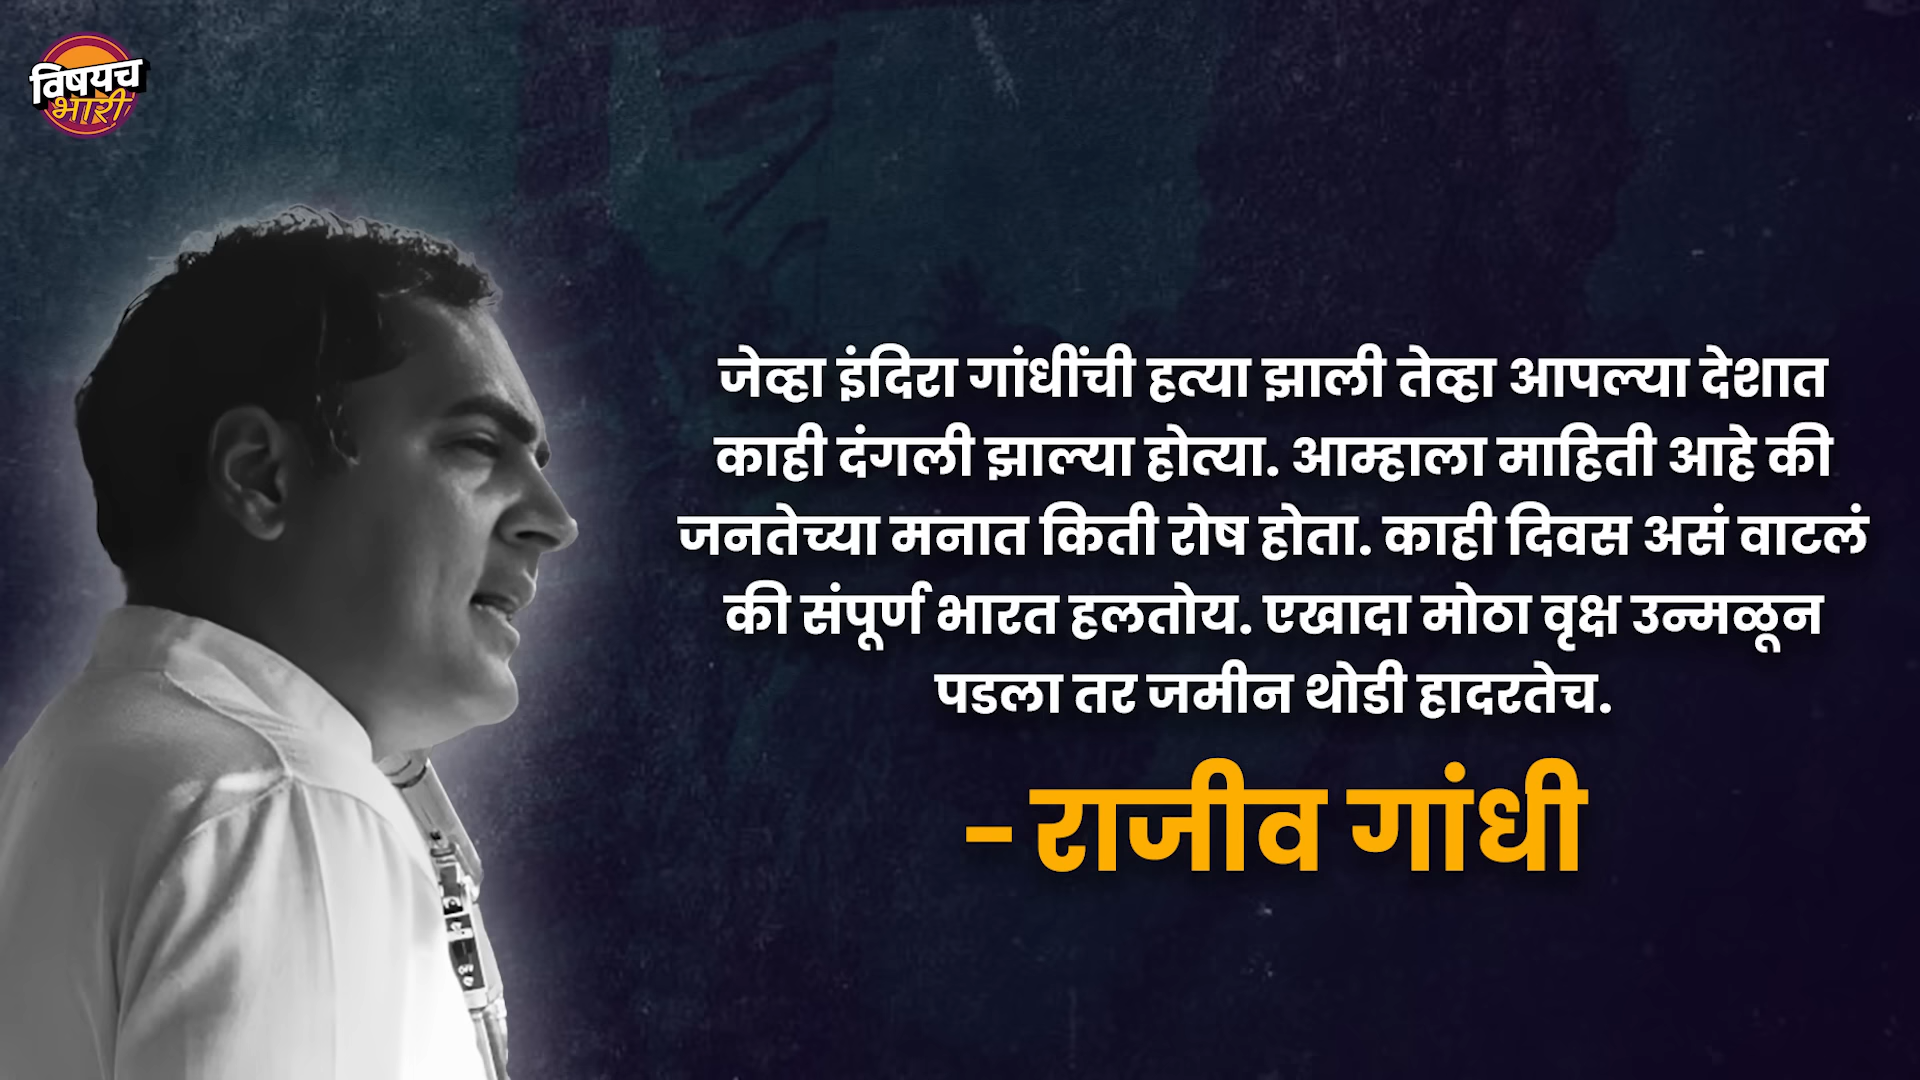 विषयच
भारी
जेव्हा इंदिरा गांधींची हत्या झाली तेव्हा आपल्या देशात
काही दंगली झाल्या होत्या. आम्हाला माहिती आहे की
जनतेच्या मनात किती रोष होता. काही दिवस असं वाटलं
की संपूर्ण भारत हलतोय. एखादा मोठा वृक्ष उन्मळून
पडला तर जमीन थोडी हादरतेच.
- राजीव गांधी